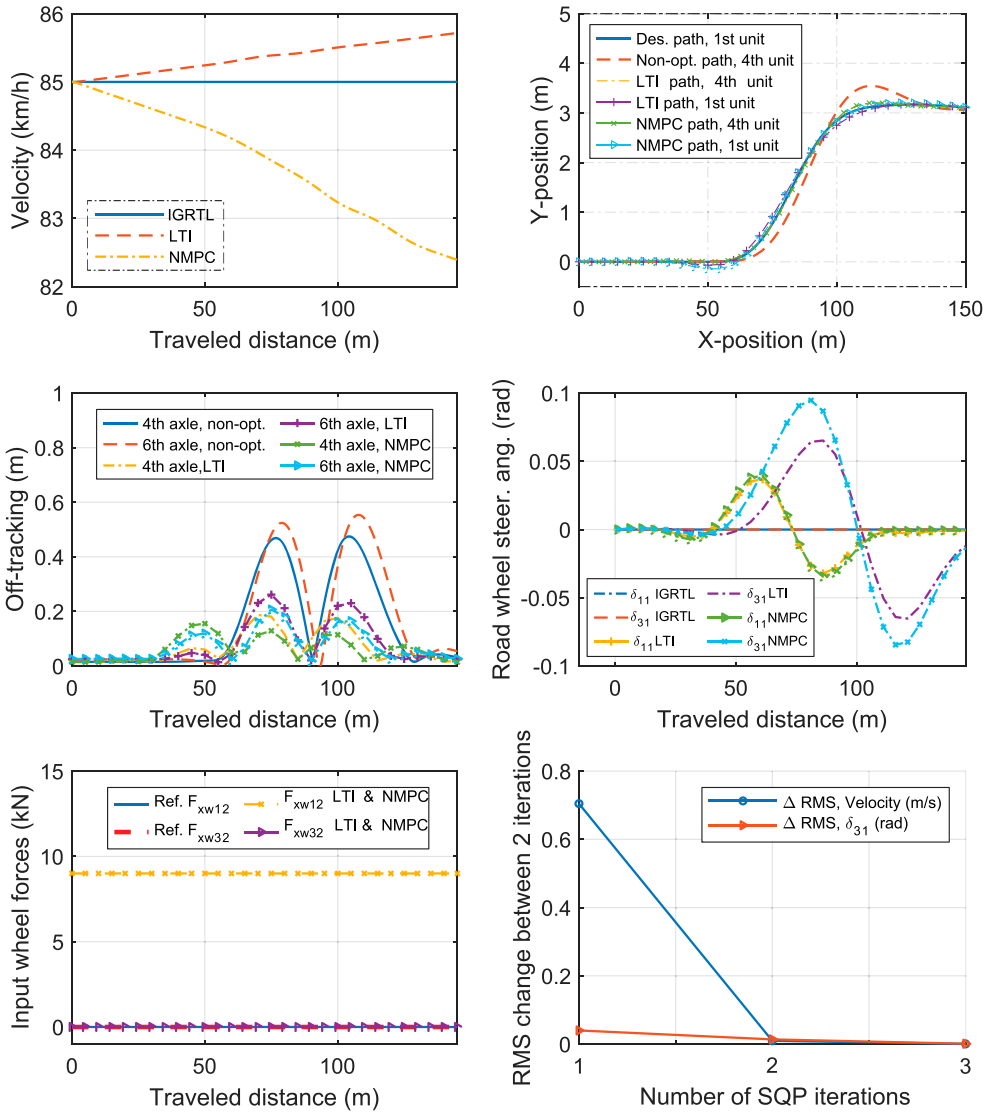 86
85
84
83
82
Velocity (km/h)
IGRTL
LTI
NMPC
0
50
100
Traveled distance (m)
5
4
3
2
1
0
Y-position (m)
Des. path, 1st unit
Non-opt. path, 4th unit
LTI path, 4th unit
LTI path, 1st unit
NMPC path, 4th unit
NMPC path, 1st unit
0
50
100
150
X-position (m)
1
0.8
0.6
0.4
0.2
0
Off-tracking (m)
4th axle, non-opt.
6th axle, non-opt.
4th axle,LTI
6th axle, LTI
4th axle, NMPC
6th axle, NMPC
0
50
100
Traveled distance (m)
0.1
0.05
0
-0.05
-0.1
Road wheel steer. ang. (rad)
δ11 IGRTL
δ31 IGRTL
δ11LTI
δ31LTI
δ11NMPC
δ31NMPC
0
50
100
Traveled distance (m)
15
10
5
0
Input wheel forces (kN)
Ref. Fxw12
Ref. Fxw32
Fxw12 LTI & NMPC
Fxw32 LTI & NMPC
0
50
100
Traveled distance (m)
0.8
0.6
0.4
0.2
0
RMS change between 2 iterations
Δ RMS, Velocity (m/s)
Δ RMS, δ31 (rad)
1
2
3
Number of SQP iterations